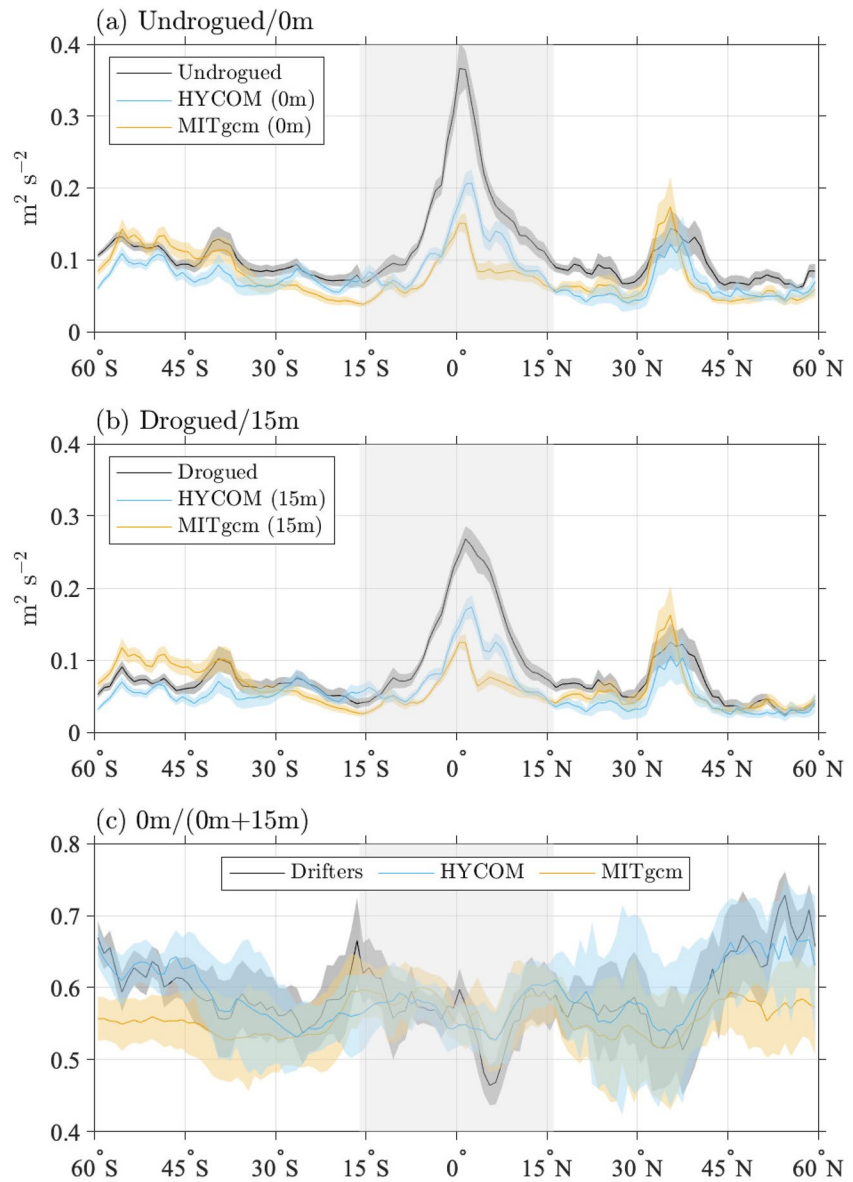 (a) Undrogued/0m
0.4
Undrogued
HYCOM (0m)
MITgcm (0m)
0.3
m² s⁻²
0.2
0.1
0
60°S 45°S 30°S 15°S 0° 15°N 30°N 45°N 60°N
(b) Drogued/15m
0.4
Drogued
HYCOM (15m)
MITgcm (15m)
0.3
m² s⁻²
0.2
0.1
0
60°S 45°S 30°S 15°S 0° 15°N 30°N 45°N 60°N
(c) 0m/(0m+15m)
0.8
Drifters HYCOM MITgcm
0.7
0.6
0.5
0.4
60°S 45°S 30°S 15°S 0° 15°N 30°N 45°N 60°N